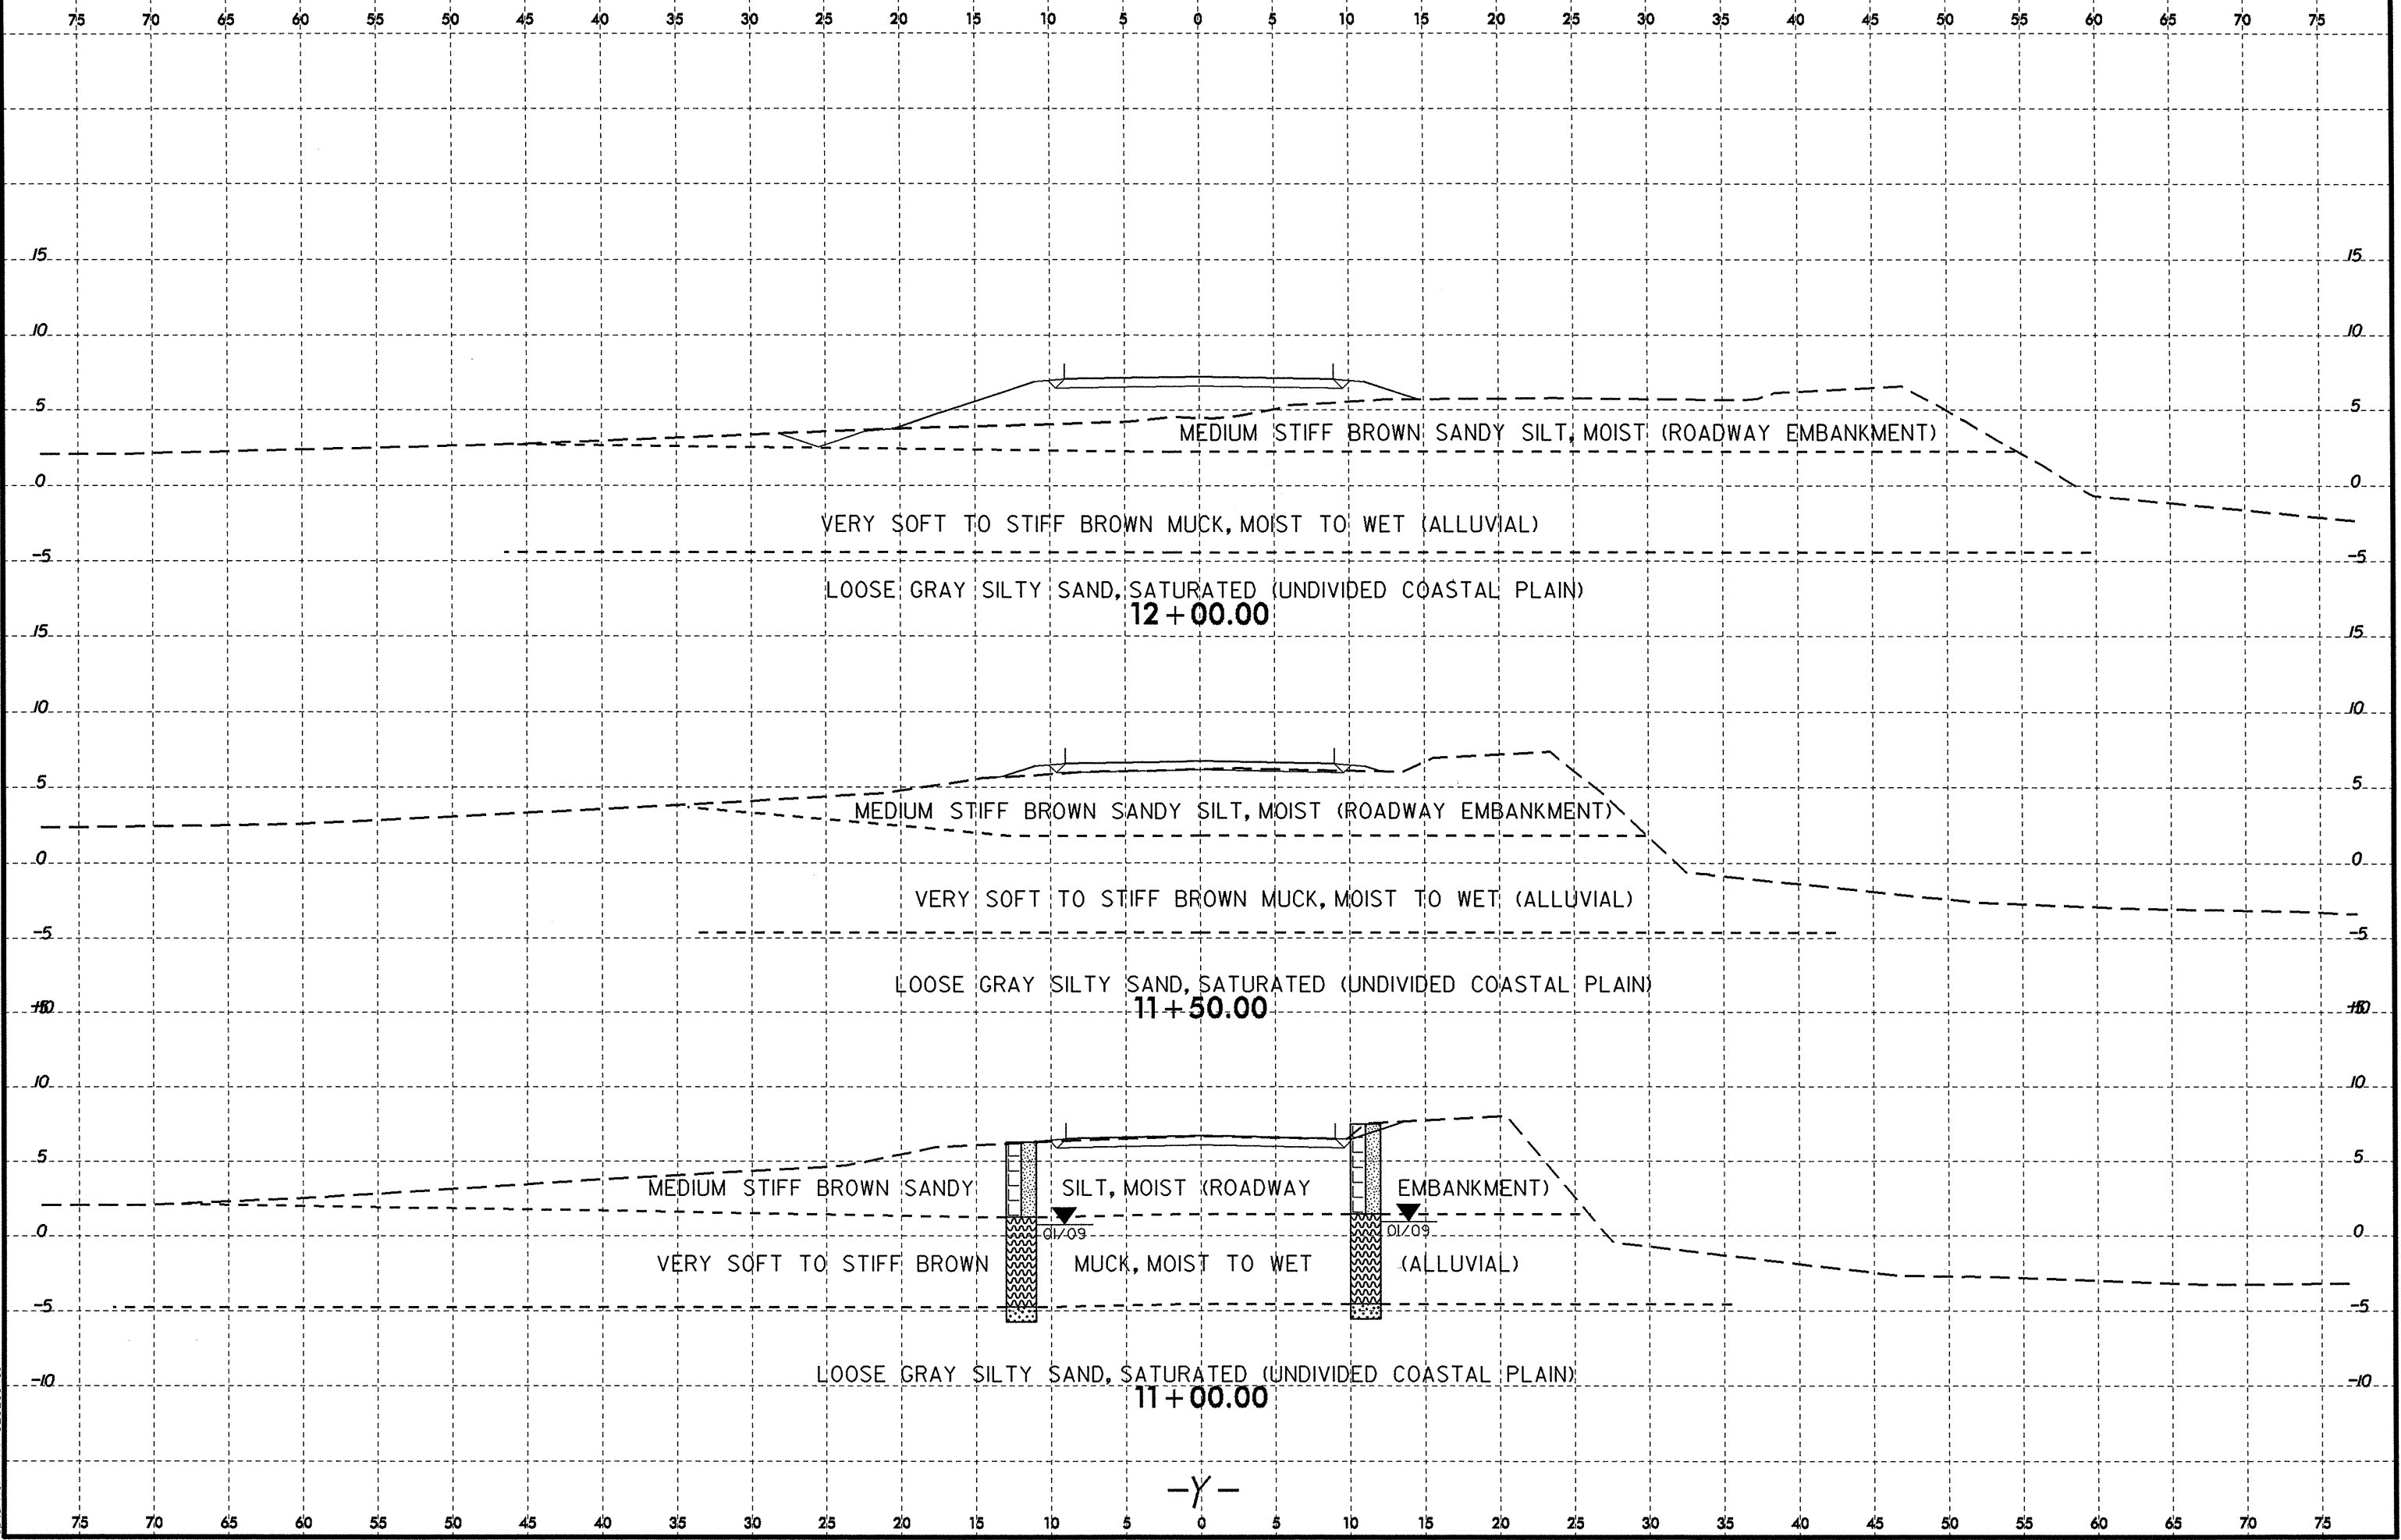 75 70 65 60 55 50 45 40 35 30 25 20 15 10 5 0 5 10 15 20 25 30 35 40 45 50 55 60 65 70 75
15 15
10 10
5 5
MEDIUM STIFF BROWN SANDY SILT, MOIST (ROADWAY EMBANKMENT)
0 0
VERY SOFT TO STIFF BROWN MUCK, MOIST TO WET (ALLUVIAL)
-5 -5
LOOSE GRAY SILTY SAND, SATURATED (UNDIVIDED COASTAL PLAIN)
12+00.00
15 15
10 10
5 5
MEDIUM STIFF BROWN SANDY SILT, MOIST (ROADWAY EMBANKMENT)
0 0
VERY SOFT TO STIFF BROWN MUCK, MOIST TO WET (ALLUVIAL)
-5 -5
LOOSE GRAY SILTY SAND, SATURATED (UNDIVIDED COASTAL PLAIN)
11+50.00
10 10
5 5
MEDIUM STIFF BROWN SANDY SILT, MOIST (ROADWAY EMBANKMENT)
0 01/09 01/09 0
VERY SOFT TO STIFF BROWN MUCK, MOIST TO WET (ALLUVIAL)
-5 -5
LOOSE GRAY SILTY SAND, SATURATED (UNDIVIDED COASTAL PLAIN)
-10 -10
11+00.00
-Y-
75 70 65 60 55 50 45 40 35 30 25 20 15 10 5 0 5 10 15 20 25 30 35 40 45 50 55 60 65 70 75